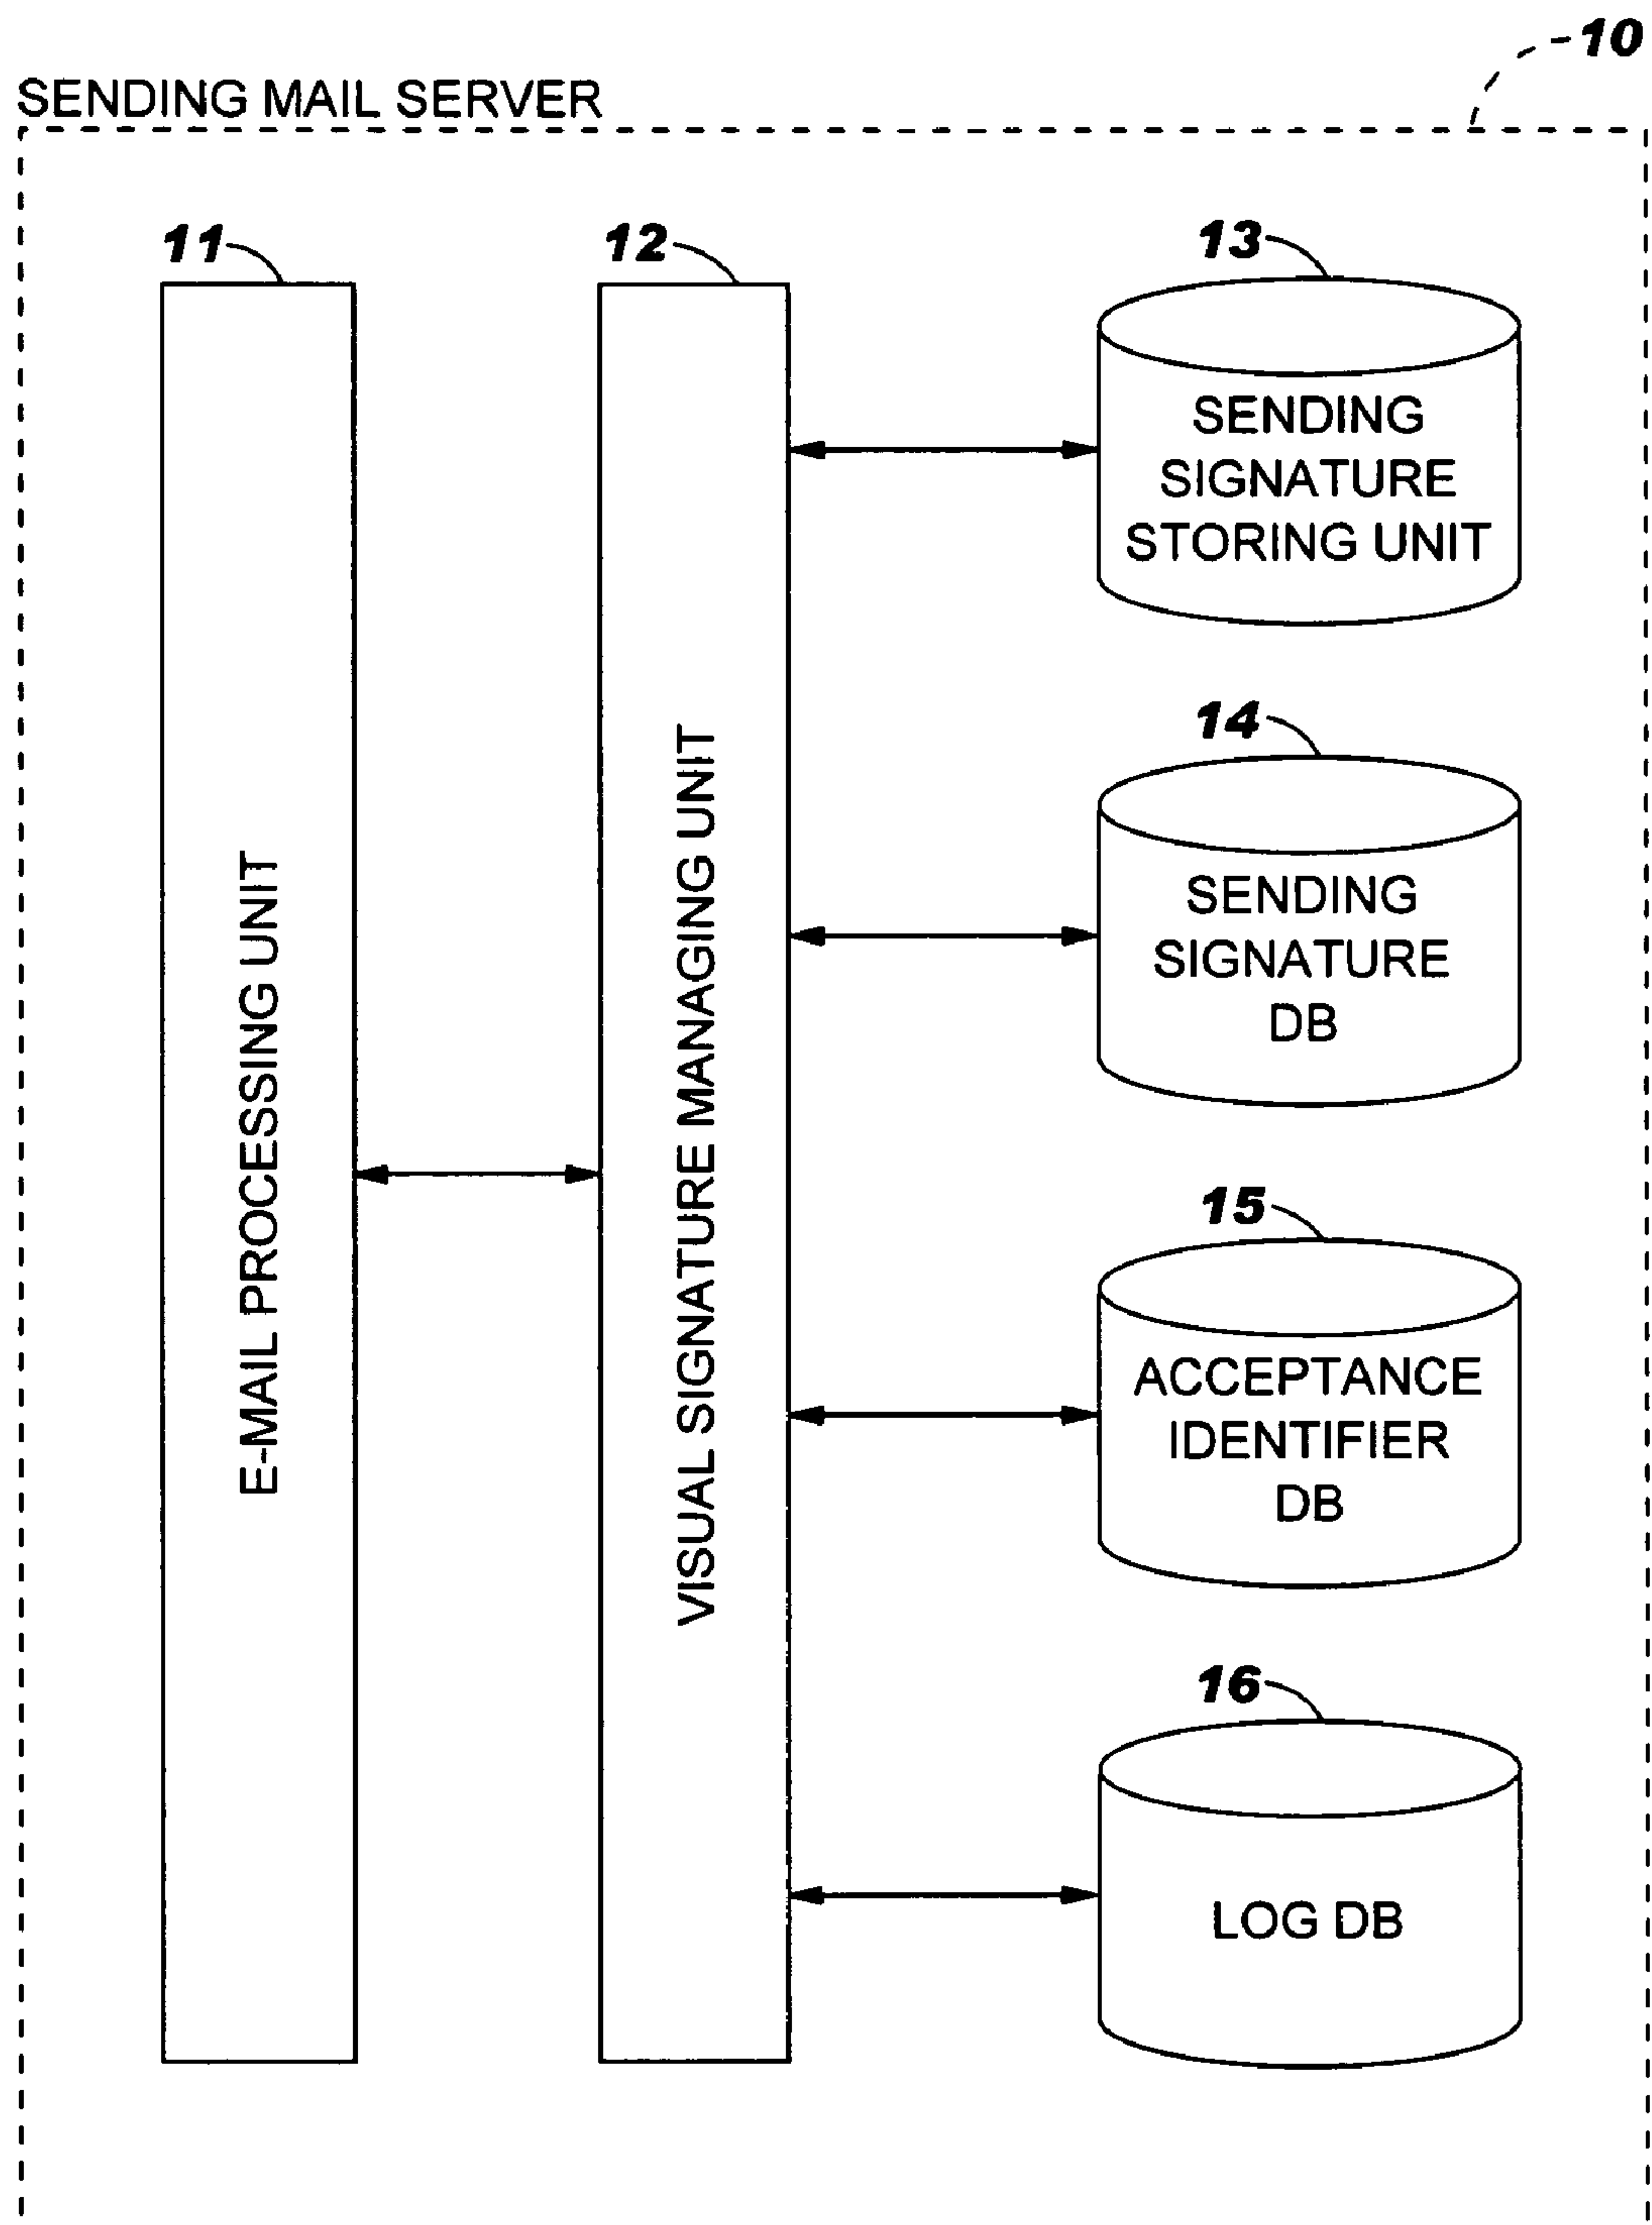 10
SENDING MAIL SERVER
11
12
13
E-MAIL PROCESSING UNIT
VISUAL SIGNATURE MANAGING UNIT
SENDING
SIGNATURE
STORING UNIT
14
SENDING
SIGNATURE
DB
15
ACCEPTANCE
IDENTIFIER
DB
16
LOG DB